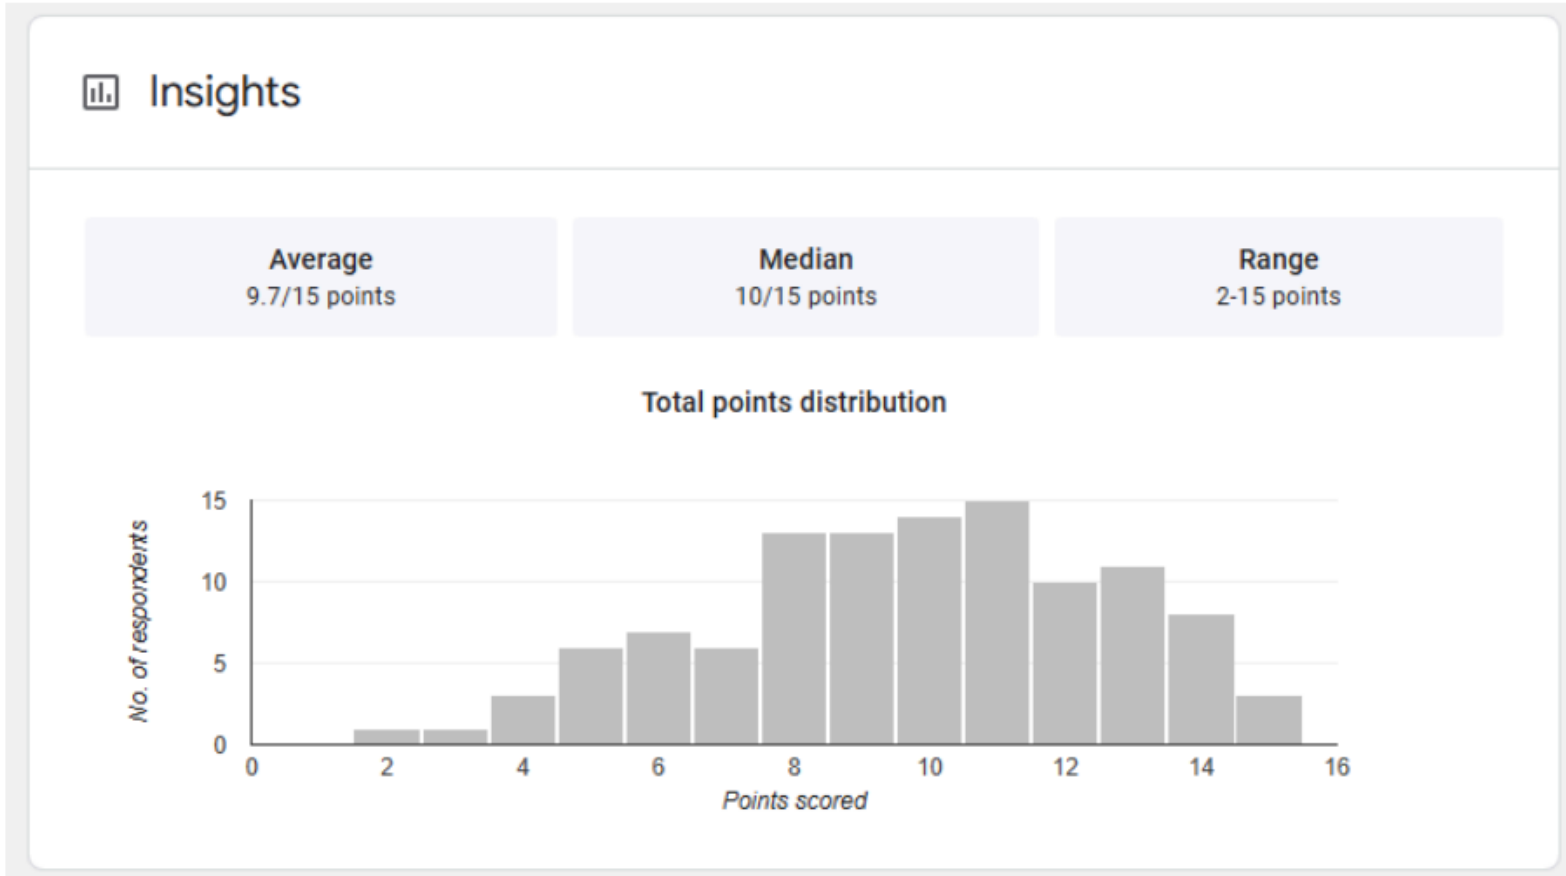 Insights
Average
9.7/15 points
Median
10/15 points
Range
2-15 points
Total points distribution
No. of respondents
15
10
5
0
0 2 4 6 8 10 12 14 16
Points scored